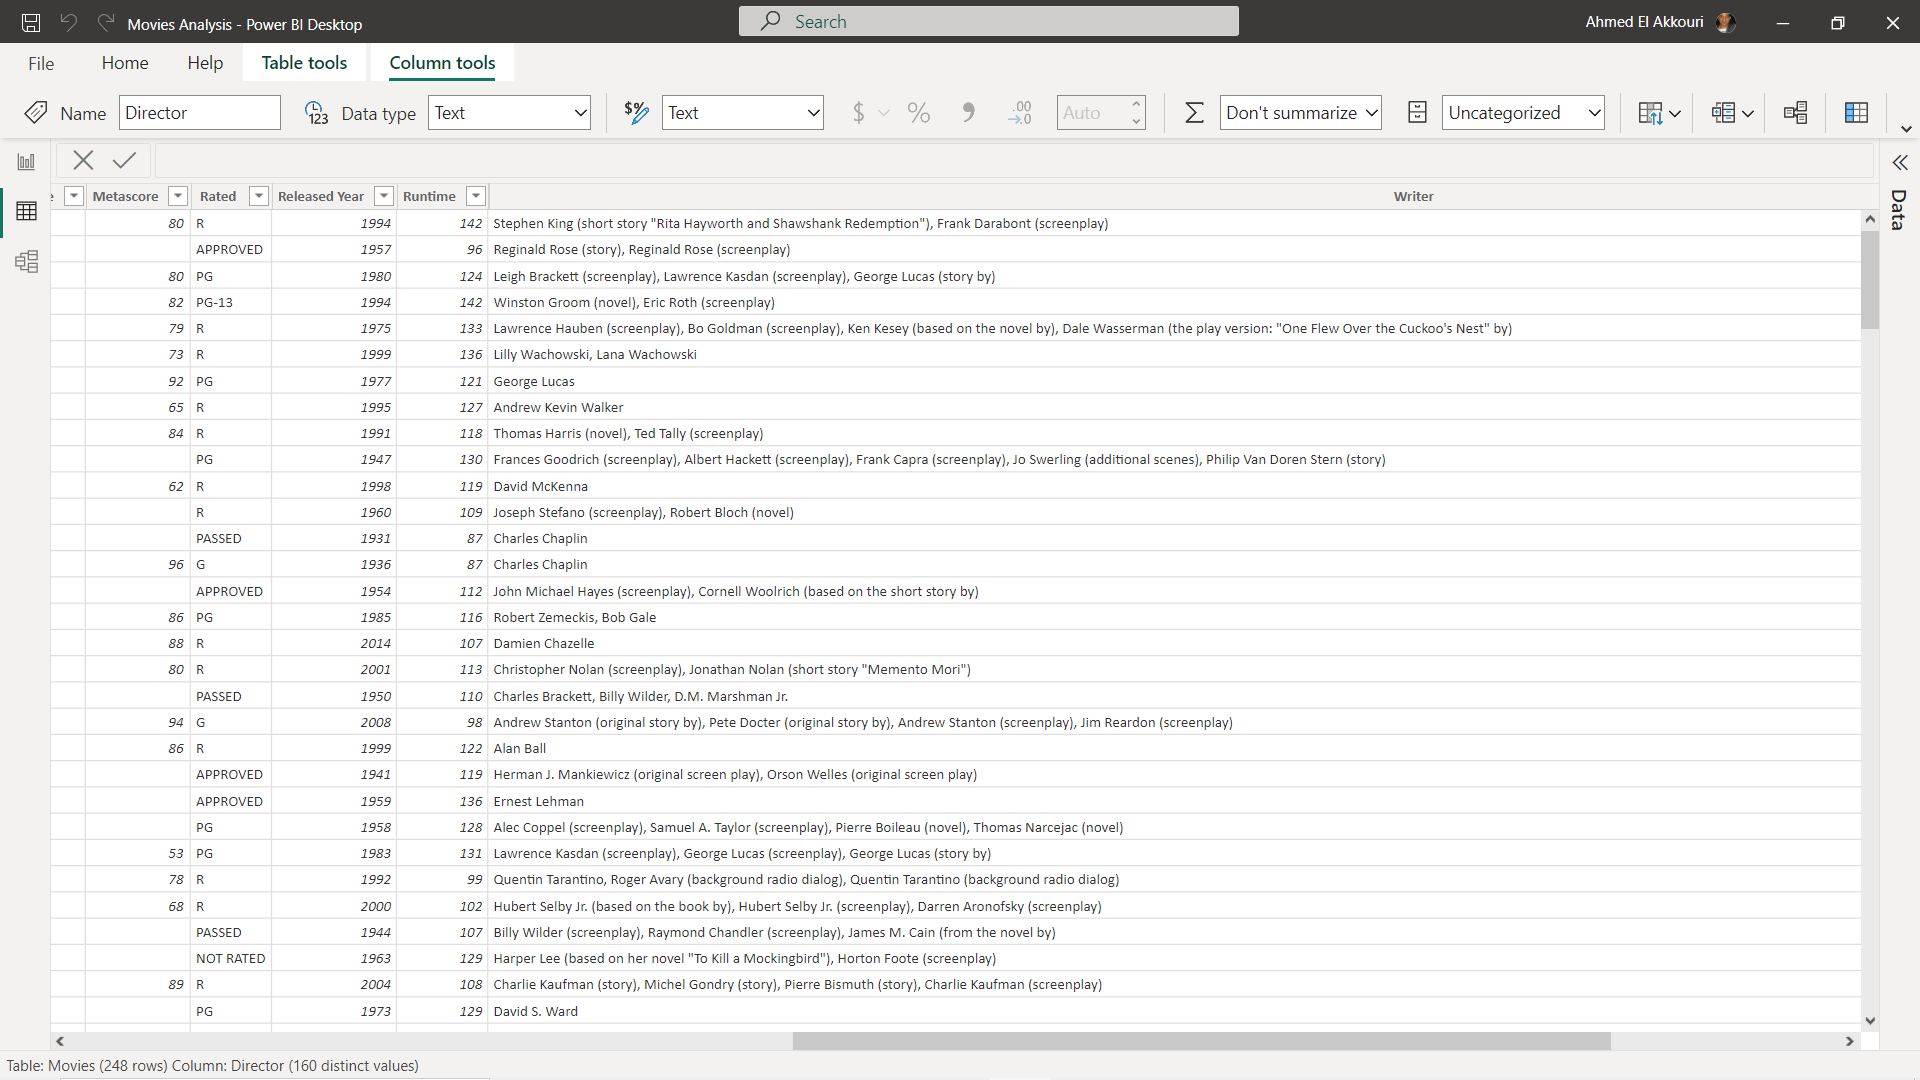 Movies Analysis - Power BI Desktop Search Ahmed El Akkouri
File Home Help Table tools Column tools
Name Director Data type Text Text $ % Auto Don't summarize Uncategorized
Data
e Metascore Rated Released Year Runtime Writer
80 R 1994 142 Stephen King (short story "Rita Hayworth and Shawshank Redemption"), Frank Darabont (screenplay)
APPROVED 1957 96 Reginald Rose (story), Reginald Rose (screenplay)
80 PG 1980 124 Leigh Brackett (screenplay), Lawrence Kasdan (screenplay), George Lucas (story by)
82 PG-13 1994 142 Winston Groom (novel), Eric Roth (screenplay)
79 R 1975 133 Lawrence Hauben (screenplay), Bo Goldman (screenplay), Ken Kesey (based on the novel by), Dale Wasserman (the play version: "One Flew Over the Cuckoo's Nest" by)
73 R 1999 136 Lilly Wachowski, Lana Wachowski
92 PG 1977 121 George Lucas
65 R 1995 127 Andrew Kevin Walker
84 R 1991 118 Thomas Harris (novel), Ted Tally (screenplay)
PG 1947 130 Frances Goodrich (screenplay), Albert Hackett (screenplay), Frank Capra (screenplay), Jo Swerling (additional scenes), Philip Van Doren Stern (story)
62 R 1998 119 David McKenna
R 1960 109 Joseph Stefano (screenplay), Robert Bloch (novel)
PASSED 1931 87 Charles Chaplin
96 G 1936 87 Charles Chaplin
APPROVED 1954 112 John Michael Hayes (screenplay), Cornell Woolrich (based on the short story by)
86 PG 1985 116 Robert Zemeckis, Bob Gale
88 R 2014 107 Damien Chazelle
80 R 2001 113 Christopher Nolan (screenplay), Jonathan Nolan (short story "Memento Mori")
PASSED 1950 110 Charles Brackett, Billy Wilder, D.M. Marshman Jr.
94 G 2008 98 Andrew Stanton (original story by), Pete Docter (original story by), Andrew Stanton (screenplay), Jim Reardon (screenplay)
86 R 1999 122 Alan Ball
APPROVED 1941 119 Herman J. Mankiewicz (original screen play), Orson Welles (original screen play)
APPROVED 1959 136 Ernest Lehman
PG 1958 128 Alec Coppel (screenplay), Samuel A. Taylor (screenplay), Pierre Boileau (novel), Thomas Narcejac (novel)
53 PG 1983 131 Lawrence Kasdan (screenplay), George Lucas (screenplay), George Lucas (story by)
78 R 1992 99 Quentin Tarantino, Roger Avary (background radio dialog), Quentin Tarantino (background radio dialog)
68 R 2000 102 Hubert Selby Jr. (based on the book by), Hubert Selby Jr. (screenplay), Darren Aronofsky (screenplay)
PASSED 1944 107 Billy Wilder (screenplay), Raymond Chandler (screenplay), James M. Cain (from the novel by)
NOT RATED 1963 129 Harper Lee (based on her novel "To Kill a Mockingbird"), Horton Foote (screenplay)
89 R 2004 108 Charlie Kaufman (story), Michel Gondry (story), Pierre Bismuth (story), Charlie Kaufman (screenplay)
PG 1973 129 David S. Ward
Table: Movies (248 rows) Column: Director (160 distinct values)